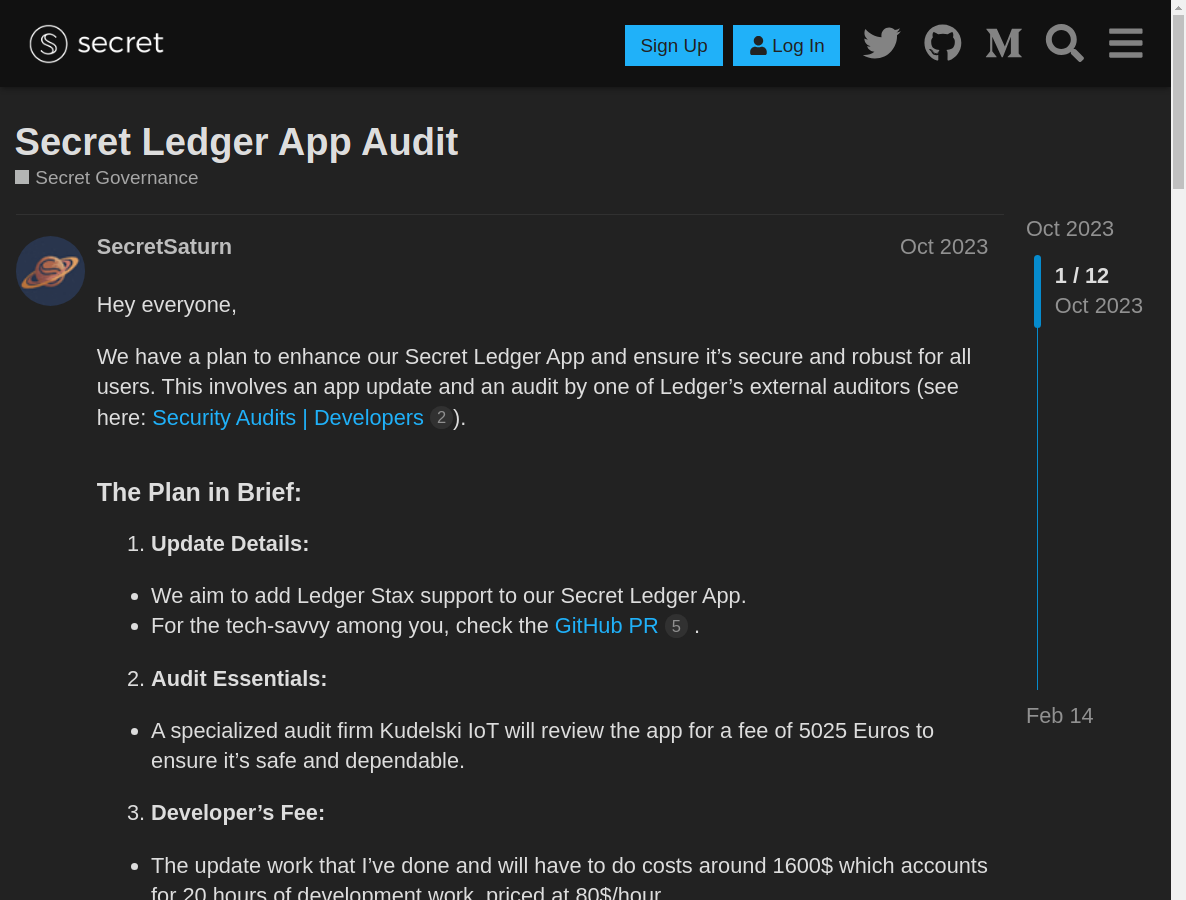 secret
Sign Up
Log In
Secret Ledger App Audit
Secret Governance
SecretSaturn
Oct 2023
Hey everyone,
We have a plan to enhance our Secret Ledger App and ensure it’s secure and robust for all
users. This involves an app update and an audit by one of Ledger’s external auditors (see
here: Security Audits | Developers 2 ).
The Plan in Brief:
1. Update Details:
• We aim to add Ledger Stax support to our Secret Ledger App.
• For the tech-savvy among you, check the GitHub PR 5 .
2. Audit Essentials:
• A specialized audit firm Kudelski IoT will review the app for a fee of 5025 Euros to
ensure it’s safe and dependable.
3. Developer’s Fee:
• The update work that I’ve done and will have to do costs around 1600$ which accounts
for 20 hours of development work, priced at 80$/hour
Oct 2023
1 / 12
Oct 2023
Feb 14